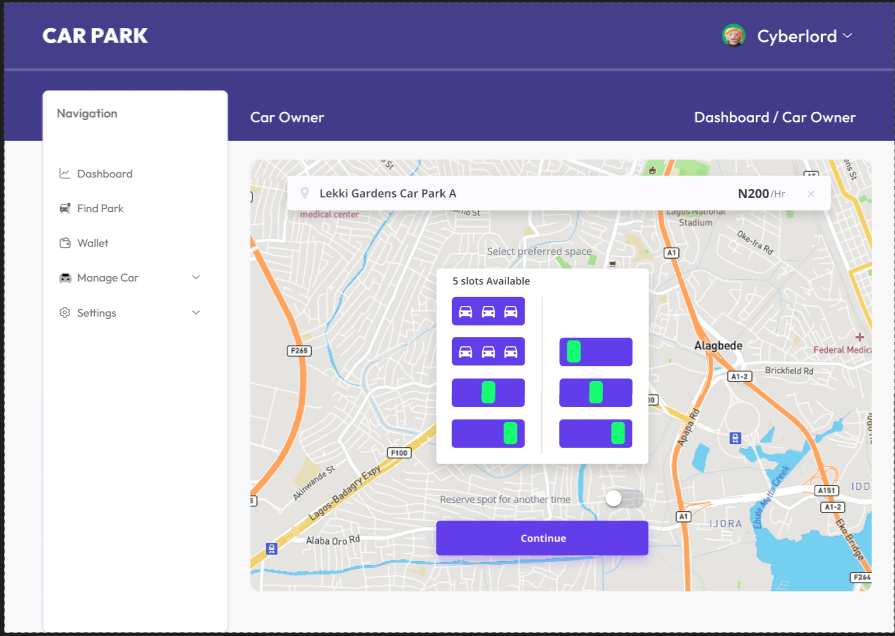 CAR PARK
Cyberlord
Navigation
Car Owner
Dashboard / Car Owner
Dashboard
Find Park
Wallet
Manage Car
Settings
Lekki Gardens Car Park A
N200/Hr
medical center
Lagos National
Stadium
Oke-Ira Rd
A1
Select preferred space
5 slots Available
F265
Alagbede
Federal Medica
A1-2
Brickfield Rd
Apapa Rd
F100
Akinwande St
Lagos-Badagry Expy
Reserve spot for another time
A151
IDD
A1-2
A1
IJORA
Eko Bridge
Continue
Alaba Oro Rd
F264